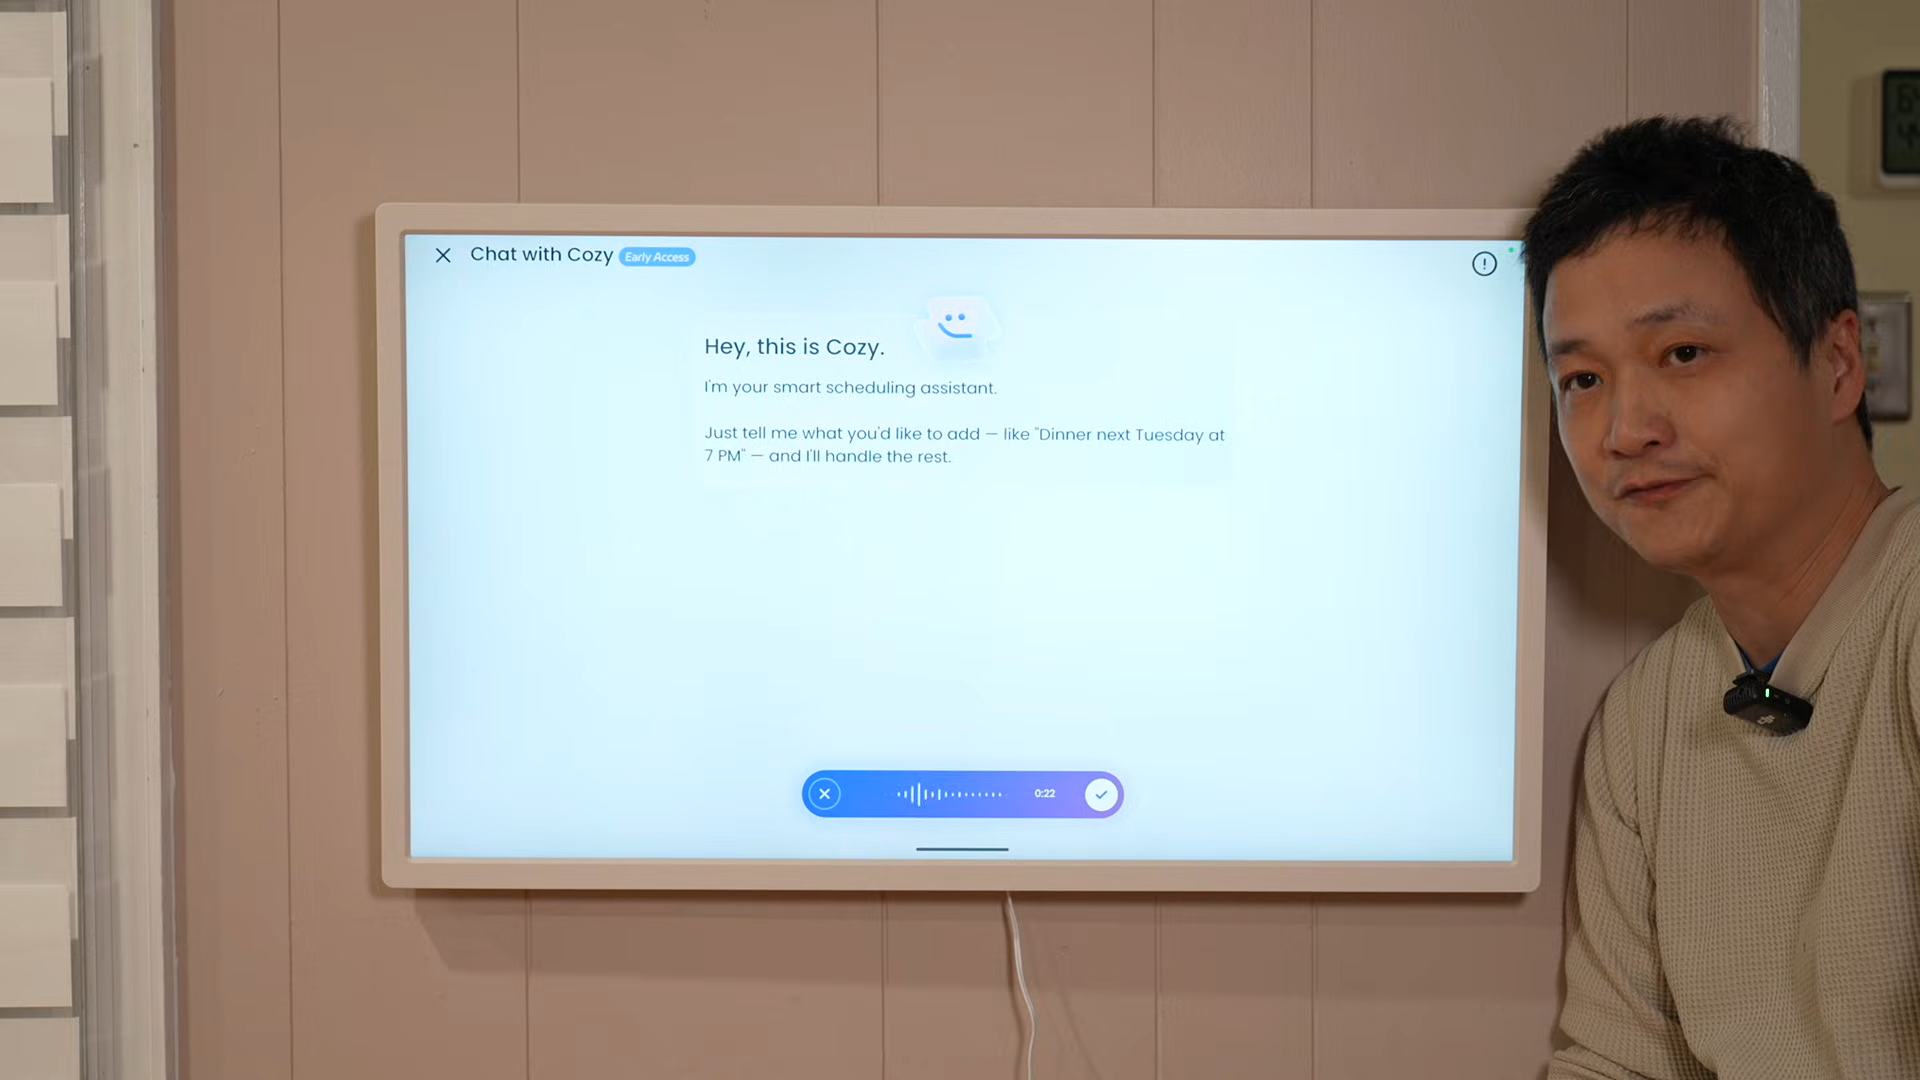 Chat with Cozy Early Access
Hey, this is Cozy.
I'm your smart scheduling assistant.
Just tell me what you'd like to add — like "Dinner next Tuesday at
7 PM" — and I'll handle the rest.
0:22